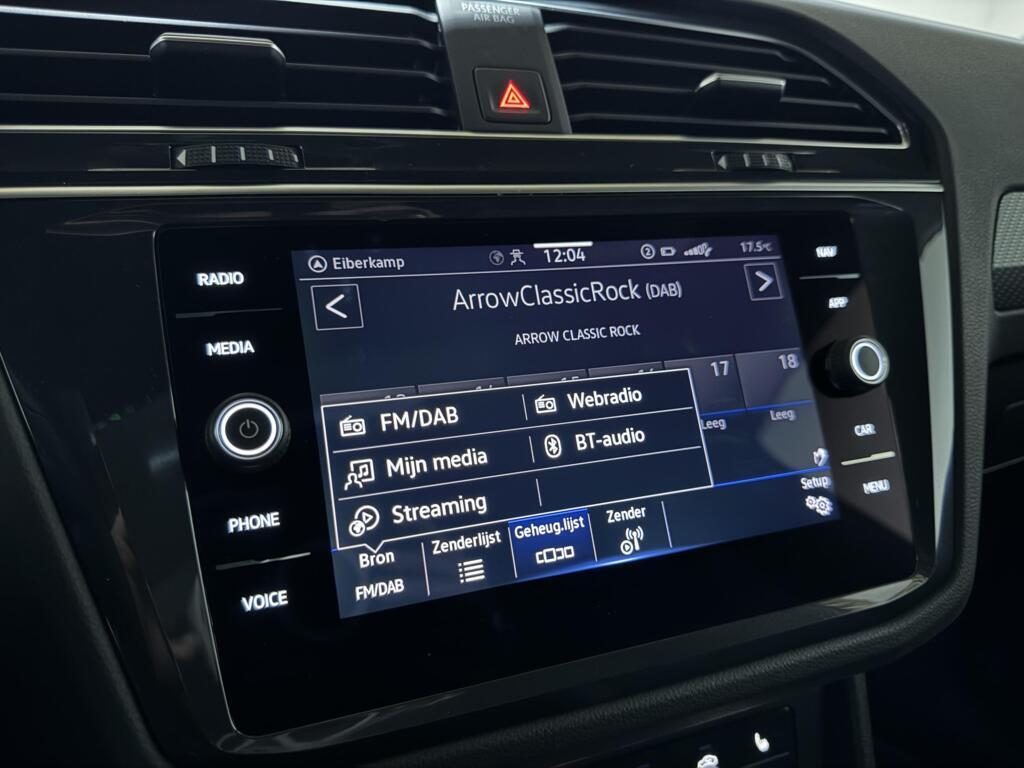 PASSENGER
AIR BAG
RADIO
MEDIA
PHONE
VOICE
NAV
APP
CAR
MENU
Eiberkamp
12:04
2
17.5°C
<
ArrowClassicRock (DAB)
>
ARROW CLASSIC ROCK
17
18
Leeg
Leeg
FM/DAB
Webradio
Mijn media
BT-audio
Streaming
Bron
FM/DAB
Zenderlijst
Geheug.lijst
Zender
Setup